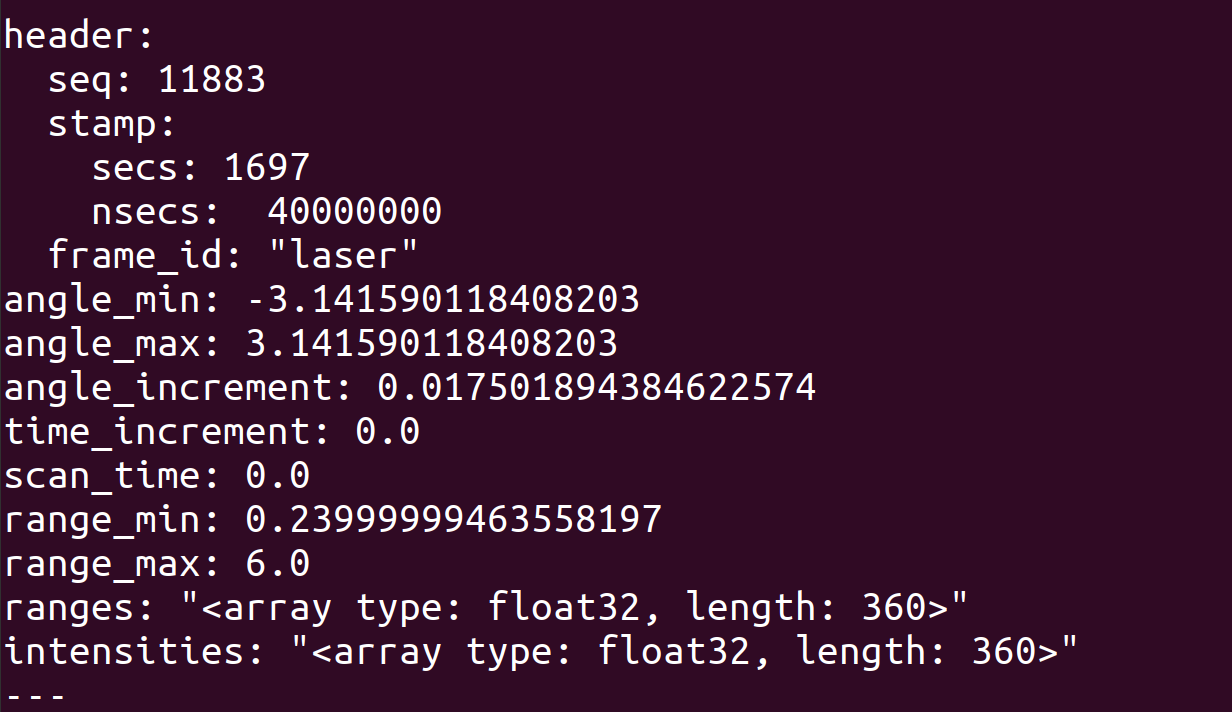 header:
  seq: 11883
  stamp:
    secs: 1697
    nsecs:  40000000
  frame_id: "laser"
angle_min: -3.141590118408203
angle_max: 3.141590118408203
angle_increment: 0.017501894384622574
time_increment: 0.0
scan_time: 0.0
range_min: 0.23999999463558197
range_max: 6.0
ranges: "<array type: float32, length: 360>"
intensities: "<array type: float32, length: 360>"
---